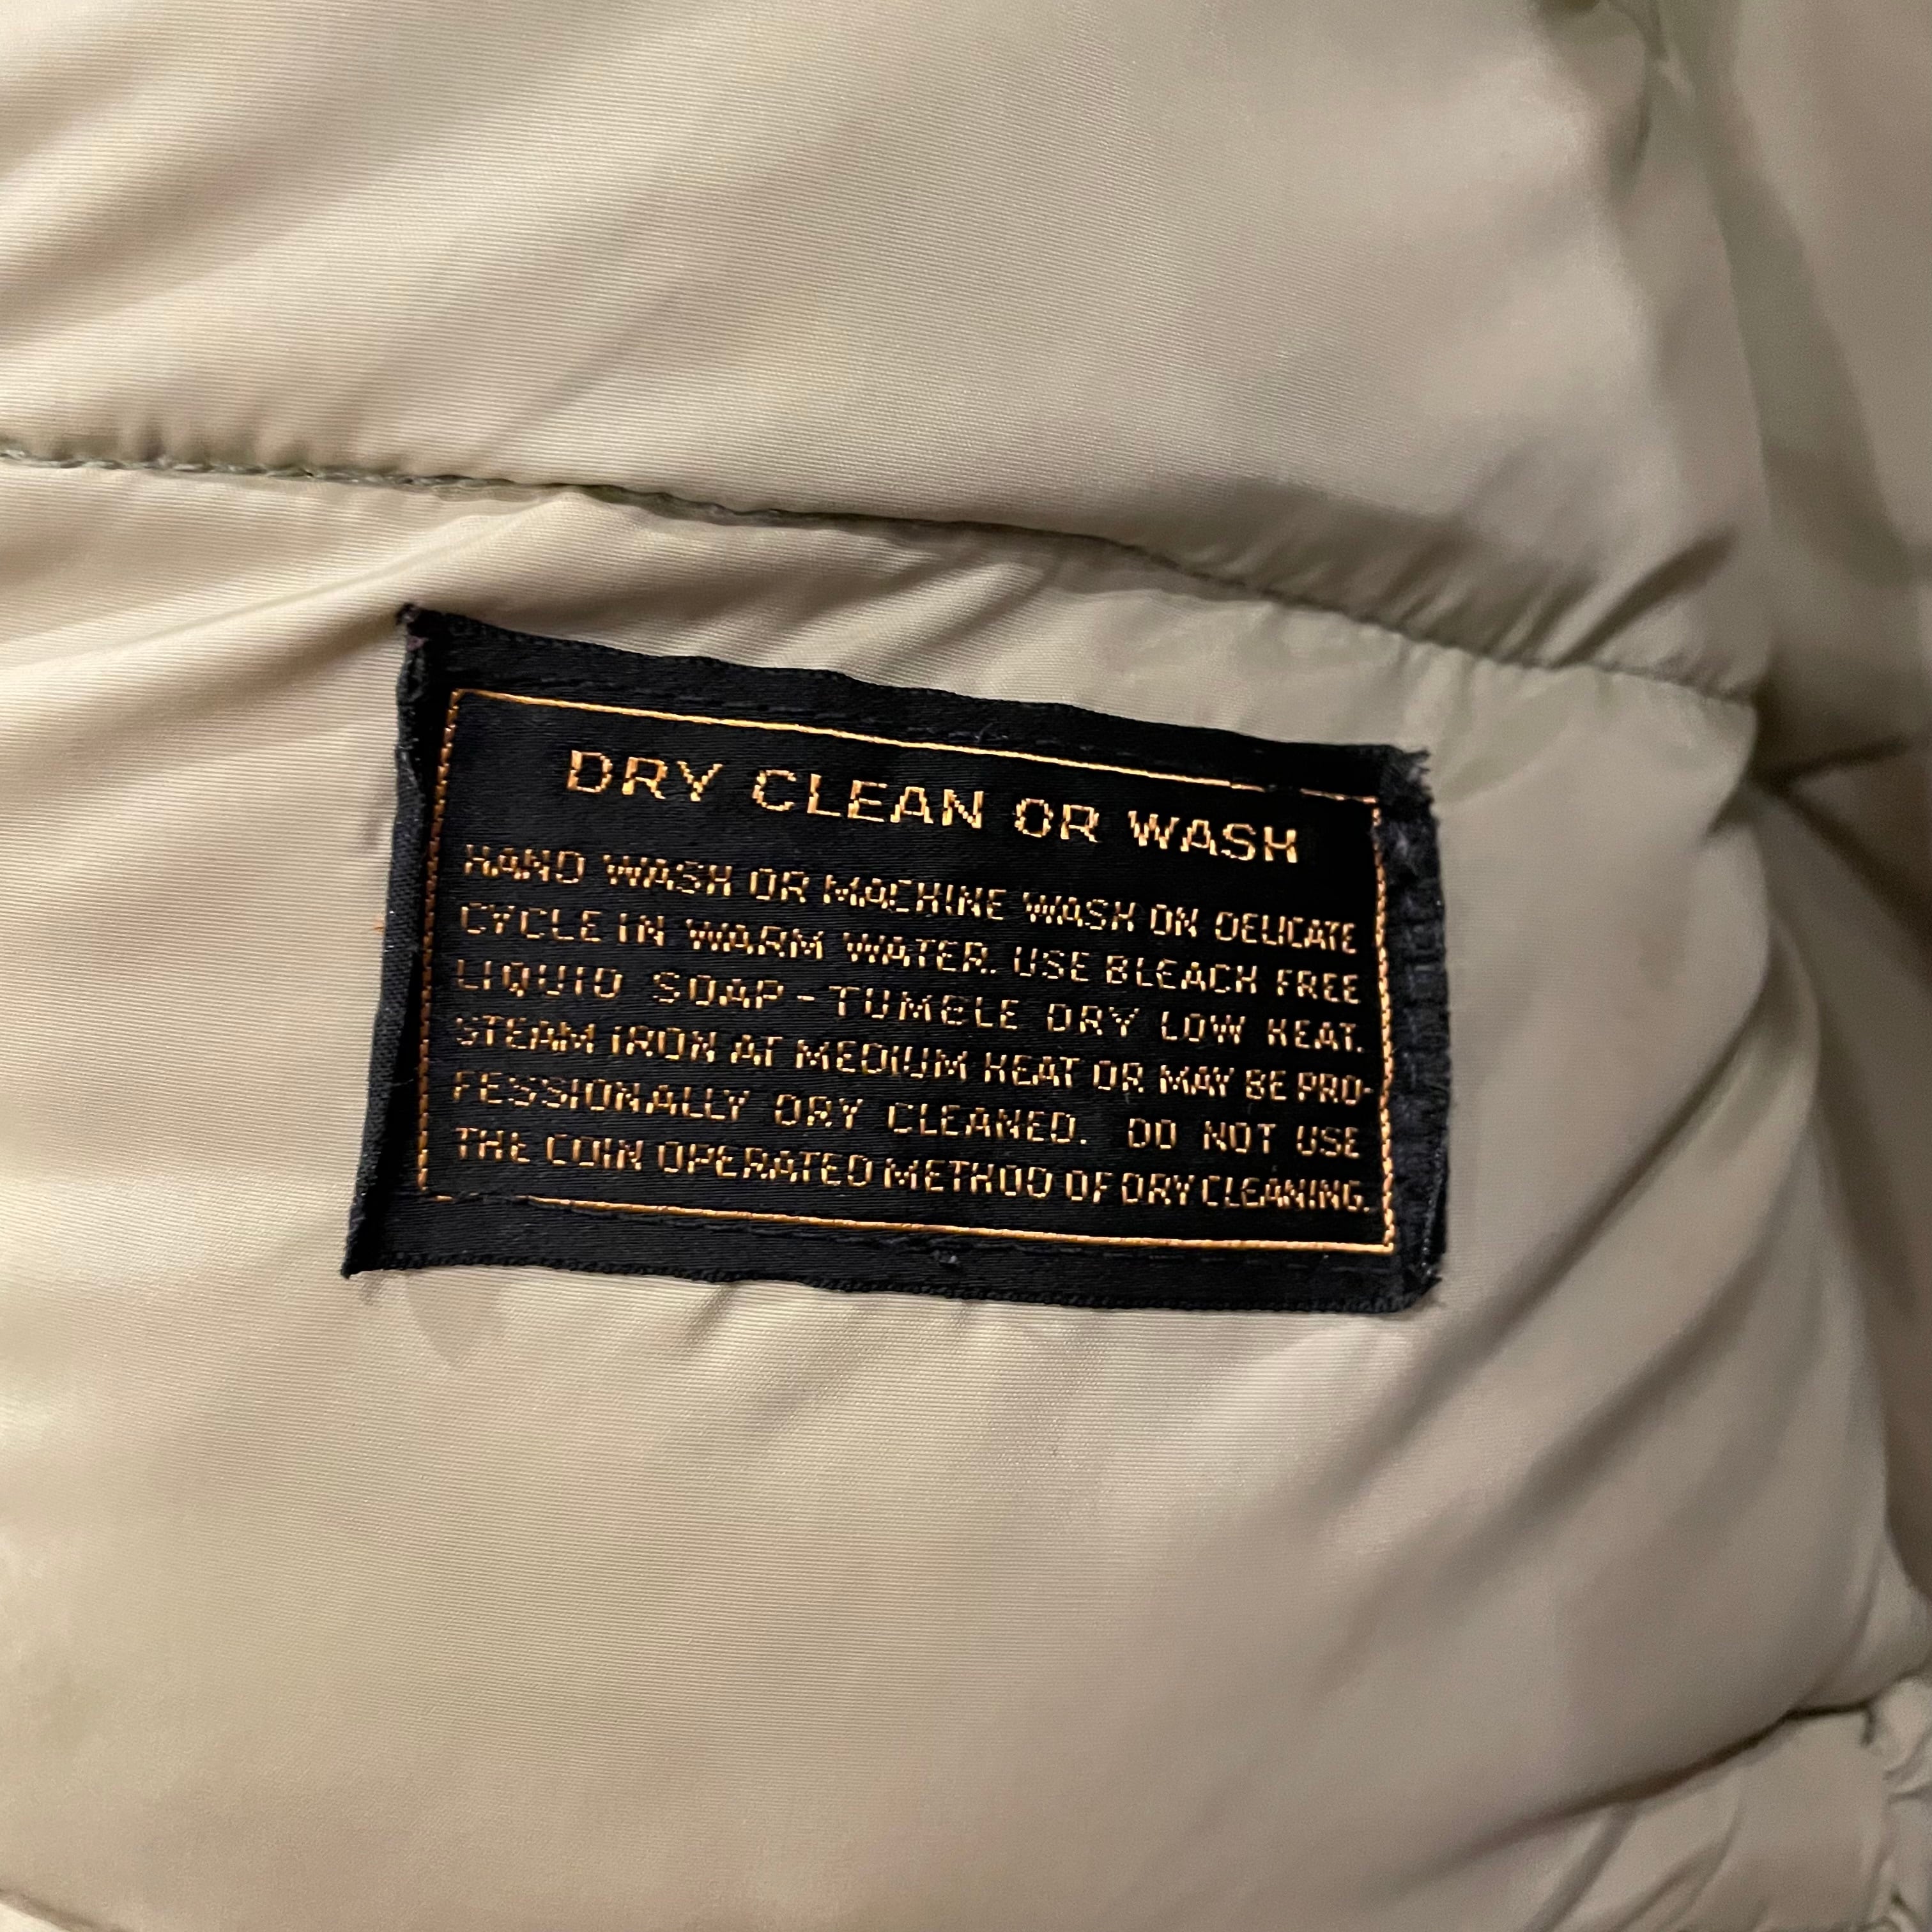 DRY CLEAN OR WASH
HAND WASH OR MACHINE WASH ON DELICATE
CYCLE IN WARM WATER. USE BLEACH FREE
LIQUID SOAP - TUMBLE DRY LOW HEAT.
STEAM IRON AT MEDIUM HEAT OR MAY BE PRO-
FESSIONALLY DRY CLEANED. DO NOT USE
THE COIN OPERATED METHOD OF DRY CLEANING.